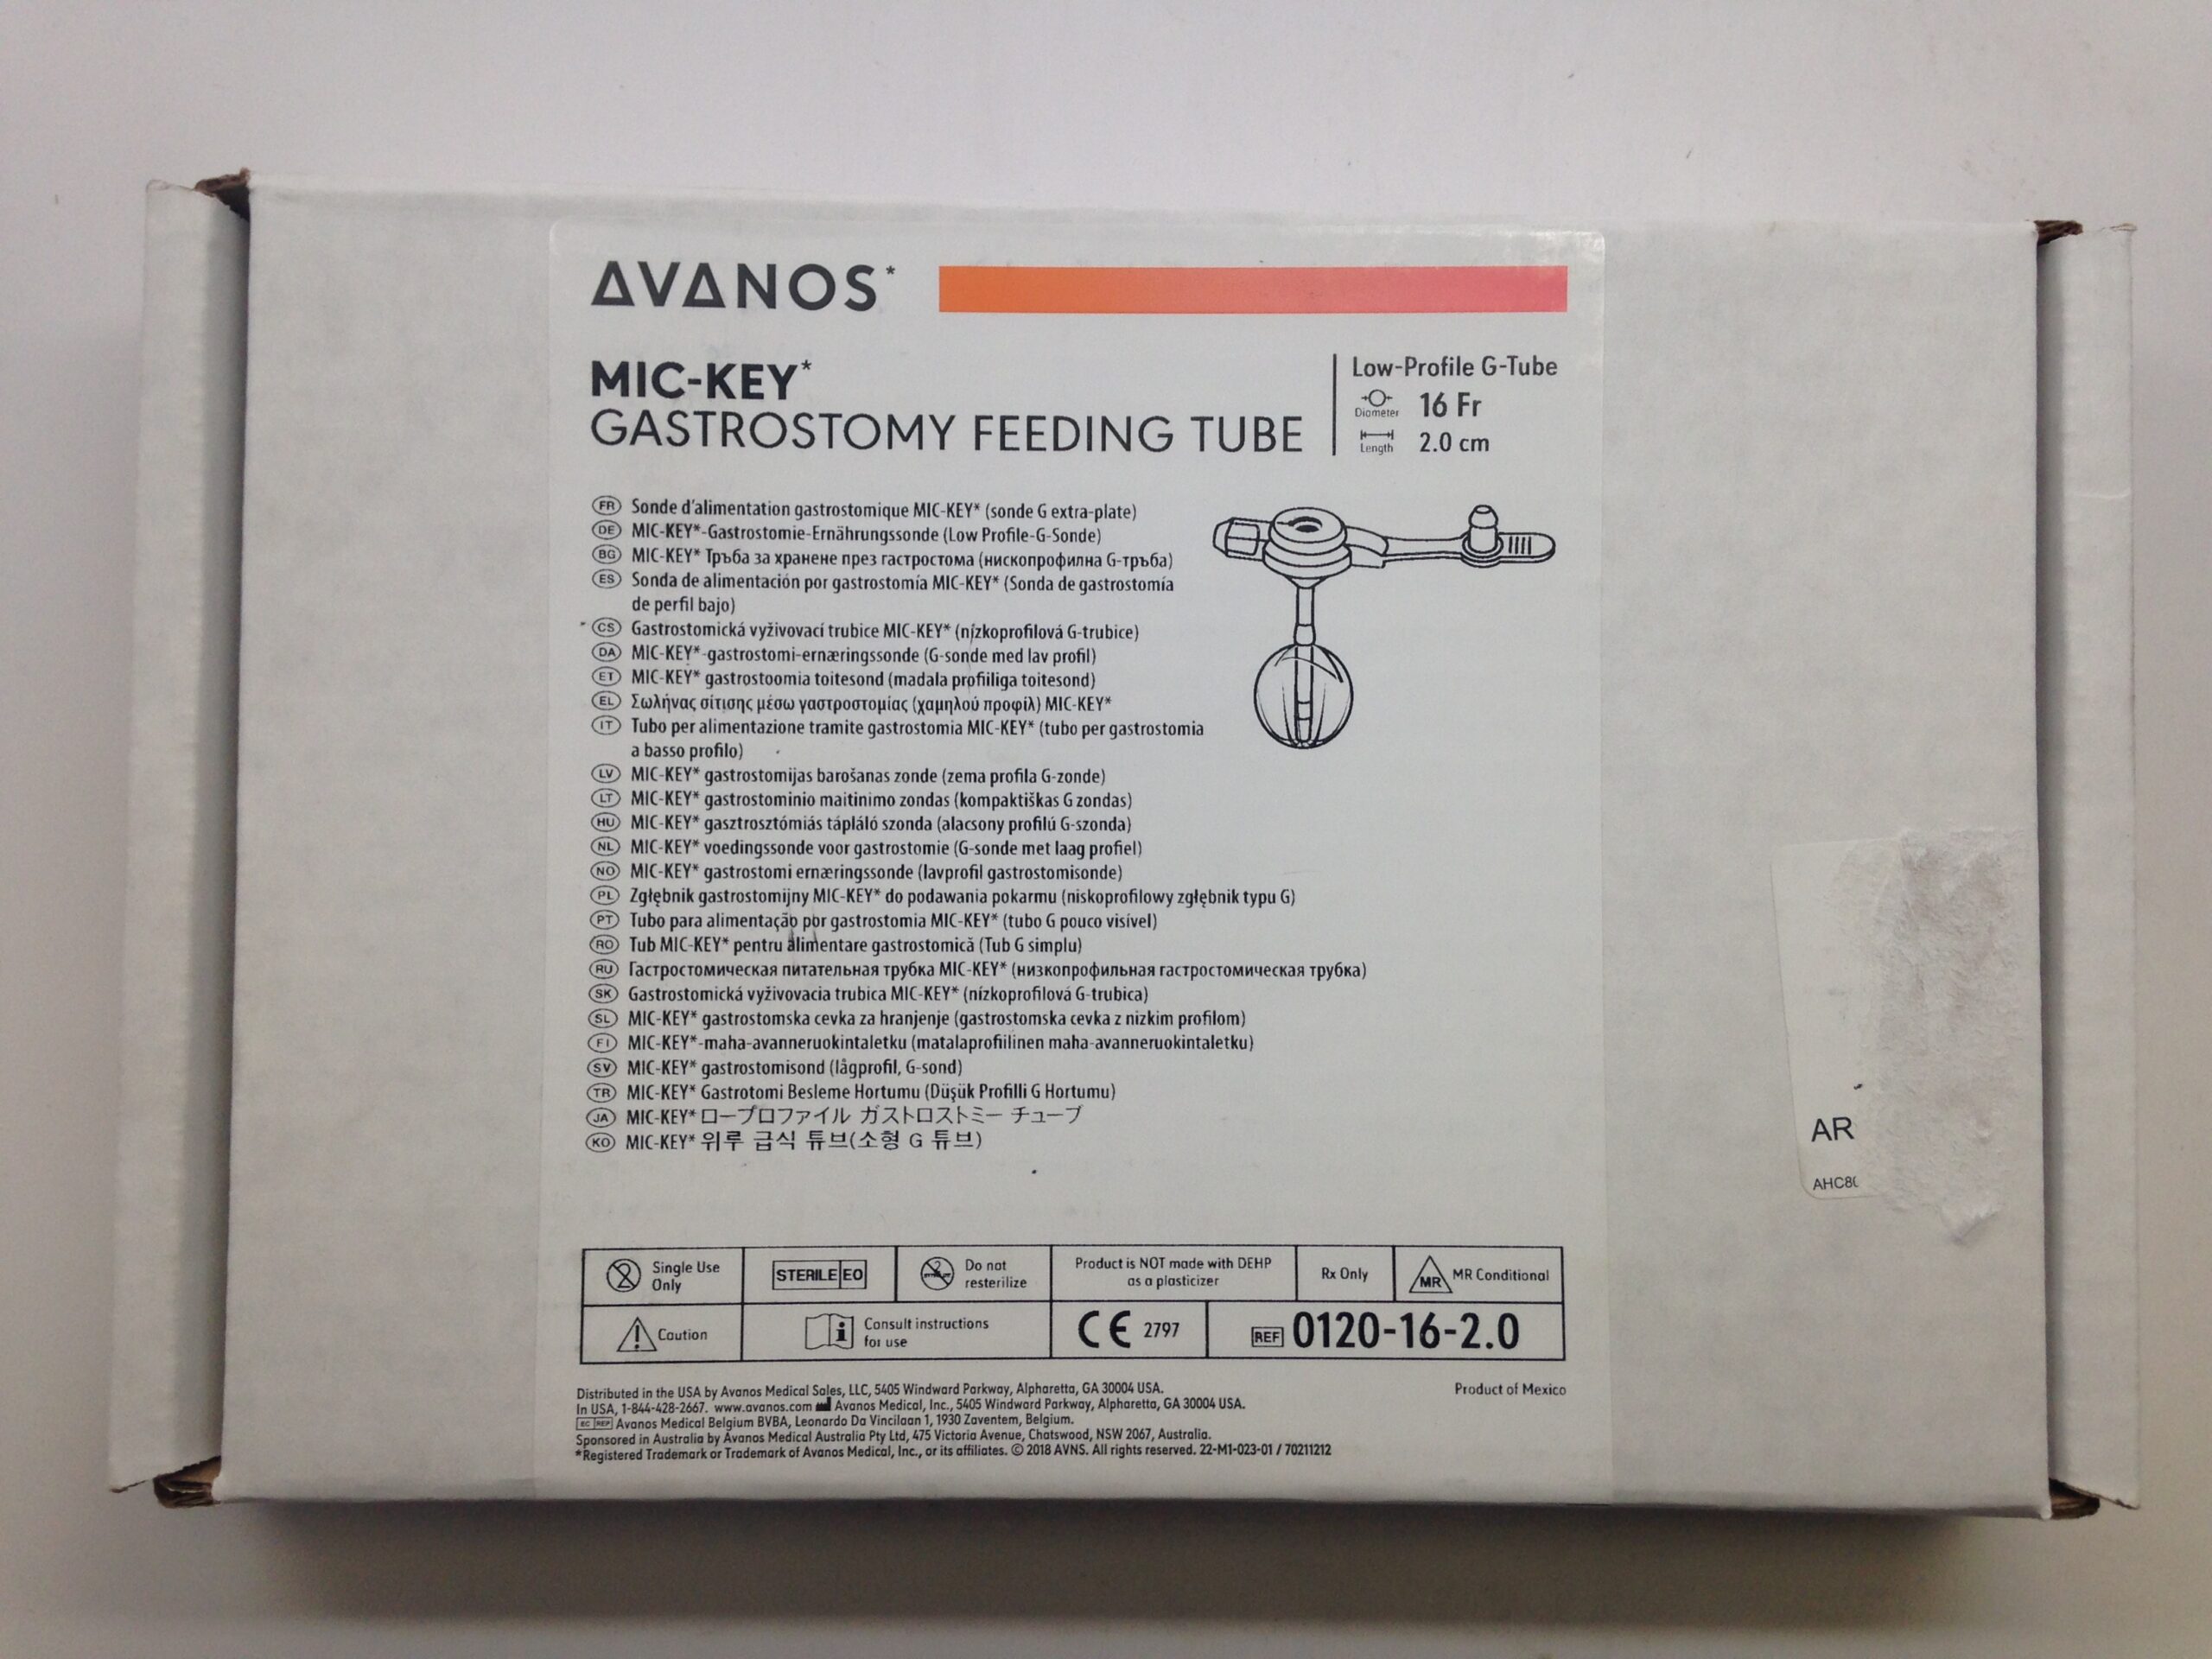 AVANOS*
MIC-KEY*
GASTROSTOMY FEEDING TUBE
Low-Profile G-Tube
Diameter 16 Fr
Length 2.0 cm
FR Sonde d'alimentation gastrostomique MIC-KEY* (sonde G extra-plate)
DE MIC-KEY*-Gastrostomie-Ernährungssonde (Low Profile-G-Sonde)
BG MIC-KEY* Тръба за хранене през гастростома (нископрофилна G-тръба)
ES Sonda de alimentación por gastrostomía MIC-KEY* (Sonda de gastrostomía
de perfil bajo)
CS Gastrostomická vyživovací trubice MIC-KEY* (nízkoprofilová G-trubice)
DA MIC-KEY*-gastrostomi-ernæringssonde (G-sonde med lav profil)
ET MIC-KEY* gastrostoomia toitesond (madala profiiliga toitesond)
EL Σωλήνας σίτισης μέσω γαστροστομίας (χαμηλού προφίλ) MIC-KEY*
IT Tubo per alimentazione tramite gastrostomia MIC-KEY* (tubo per gastrostomia
a basso profilo)
LV MIC-KEY* gastrostomijas barošanas zonde (zema profila G-zonde)
LT MIC-KEY* gastrostominio maitinimo zondas (kompaktiškas G zondas)
HU MIC-KEY* gasztrosztómiás tápláló szonda (alacsony profilú G-szonda)
NL MIC-KEY* voedingssonde voor gastrostomie (G-sonde met laag profiel)
NO MIC-KEY* gastrostomi ernæringssonde (lavprofil gastrostomisonde)
PL Zgłębnik gastrostomijny MIC-KEY* do podawania pokarmu (niskoprofilowy zgłębnik typu G)
PT Tubo para alimentação por gastrostomia MIC-KEY* (tubo G pouco visível)
RO Tub MIC-KEY* pentru alimentare gastrostomică (Tub G simplu)
RU Гастростомическая питательная трубка MIC-KEY* (низкопрофильная гастростомическая трубка)
SK Gastrostomická vyživovacia trubica MIC-KEY* (nízkoprofilová G-trubica)
SL MIC-KEY* gastrostomska cevka za hranjenje (gastrostomska cevka z nizkim profilom)
FI MIC-KEY*-maha-avanneruokintaletku (matalaprofiilinen maha-avanneruokintaletku)
SV MIC-KEY* gastrostomisond (lågprofil, G-sond)
TR MIC-KEY* Gastrotomi Besleme Hortumu (Düşük Profilli G Hortumu)
JA MIC-KEY* ロープロファイル ガストロストミー チューブ
KO MIC-KEY* 위루 급식 튜브(소형 G 튜브)
AR
AHC8
2 Single Use
Only
STERILE EO
2 Do not
resterilize
Product is NOT made with DEHP
as a plasticizer
Rx Only
MR MR Conditional
Caution
i Consult instructions
for use
CE 2797
REF 0120-16-2.0
Distributed in the USA by Avanos Medical Sales, LLC, 5405 Windward Parkway, Alpharetta, GA 30004 USA.
Product of Mexico
In USA, 1-844-428-2667. www.avanos.com Avanos Medical, Inc., 5405 Windward Parkway, Alpharetta, GA 30004 USA.
EC REP Avanos Medical Belgium BVBA, Leonardo Da Vincilaan 1, 1930 Zaventem, Belgium.
Sponsored in Australia by Avanos Medical Australia Pty Ltd, 475 Victoria Avenue, Chatswood, NSW 2067, Australia.
*Registered Trademark or Trademark of Avanos Medical, Inc., or its affiliates. © 2018 AVNS. All rights reserved. 22-M1-023-01 / 70211212